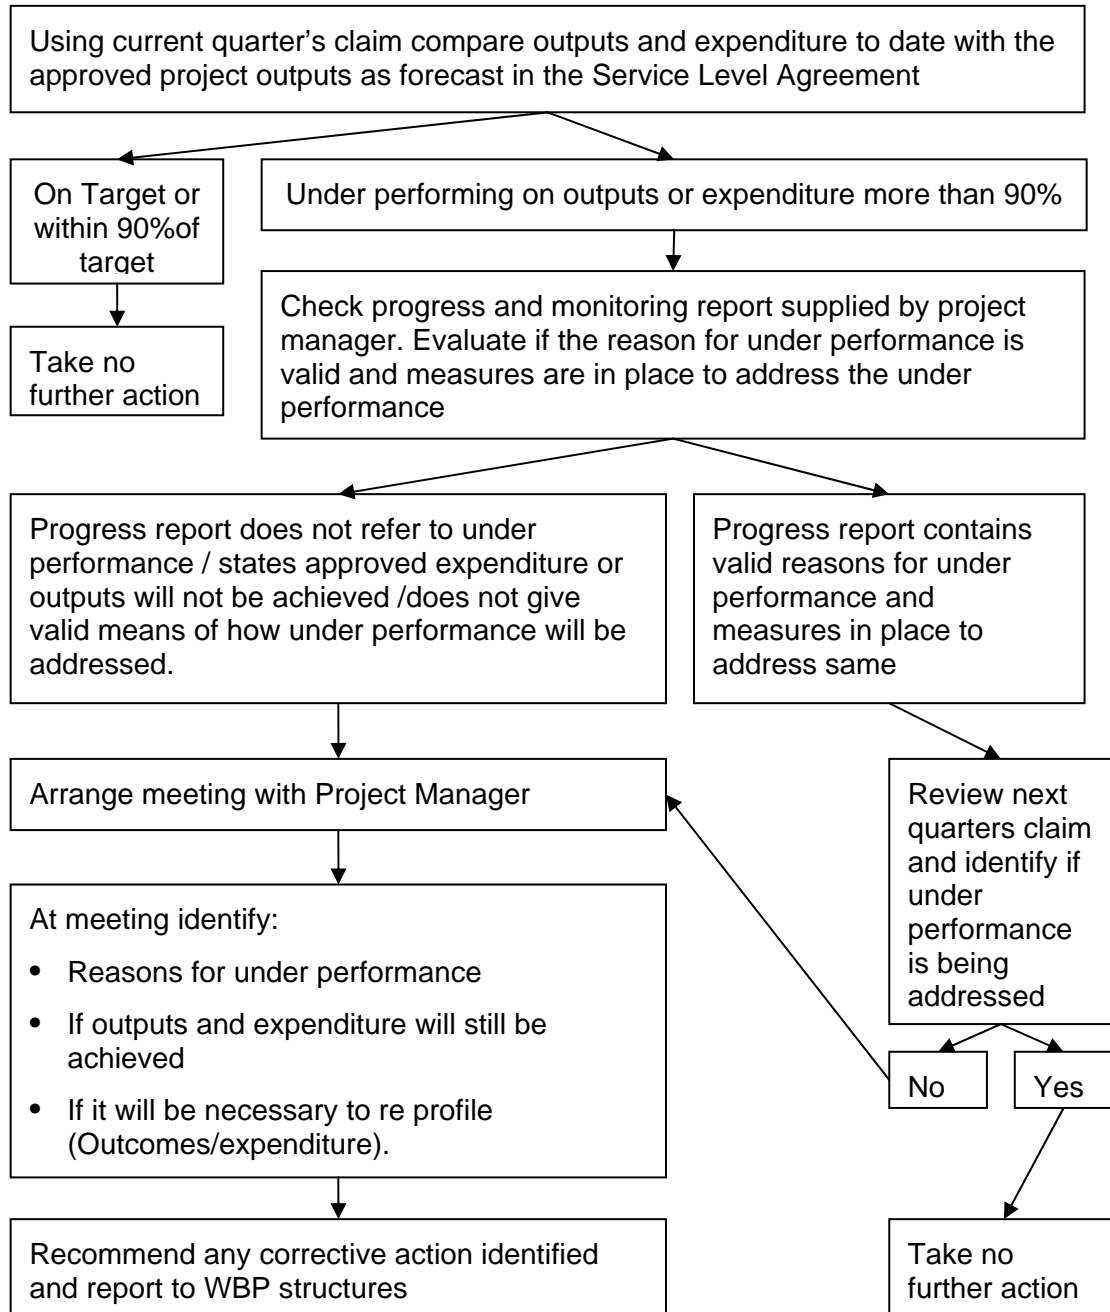 Using current quarter’s claim compare outputs and expenditure to date with the
approved project outputs as forecast in the Service Level Agreement
On Target or
within 90%of
target
Under performing on outputs or expenditure more than 90%
Take no
further action
Check progress and monitoring report supplied by project
manager. Evaluate if the reason for under performance is
valid and measures are in place to address the under
performance
Progress report does not refer to under
performance / states approved expenditure or
outputs will not be achieved /does not give
valid means of how under performance will be
addressed.
Progress report contains
valid reasons for under
performance and
measures in place to
address same
Arrange meeting with Project Manager
Review next
quarters claim
and identify if
under
performance
is being
addressed
At meeting identify:
• Reasons for under performance
• If outputs and expenditure will still be
achieved
• If it will be necessary to re profile
(Outcomes/expenditure).
No
Yes
Recommend any corrective action identified
and report to WBP structures
Take no
further action